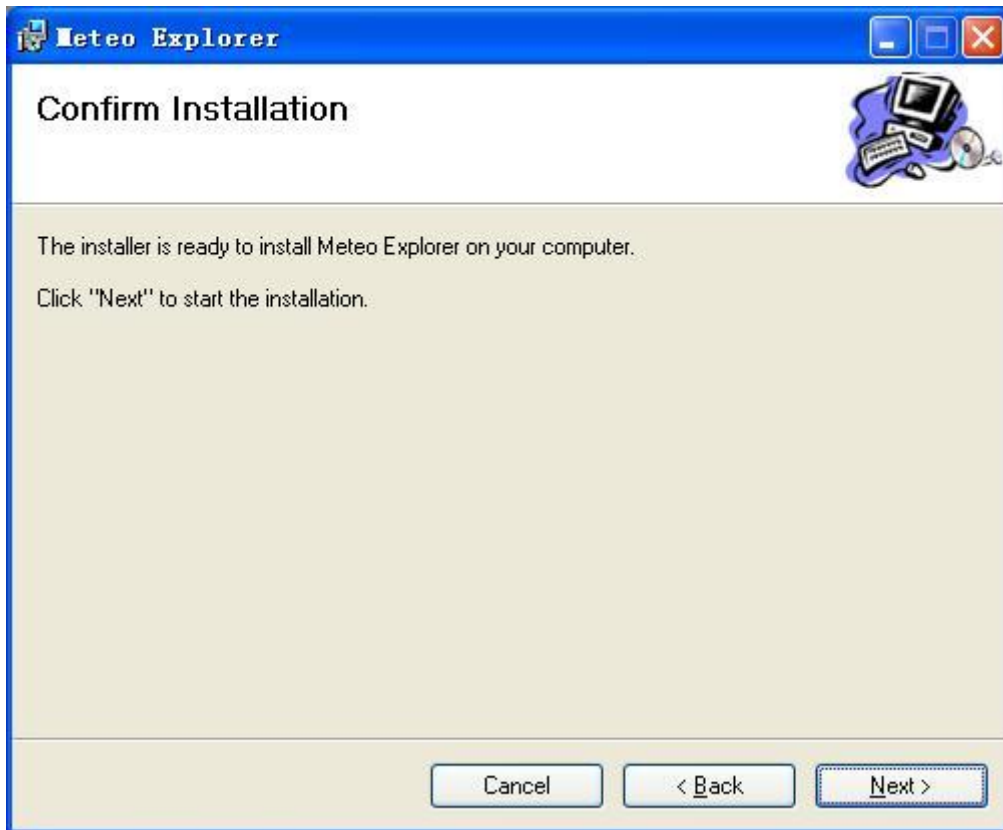 Meteo Explorer
Confirm Installation
The installer is ready to install Meteo Explorer on your computer.
Click "Next" to start the installation.
Cancel
< Back
Next >